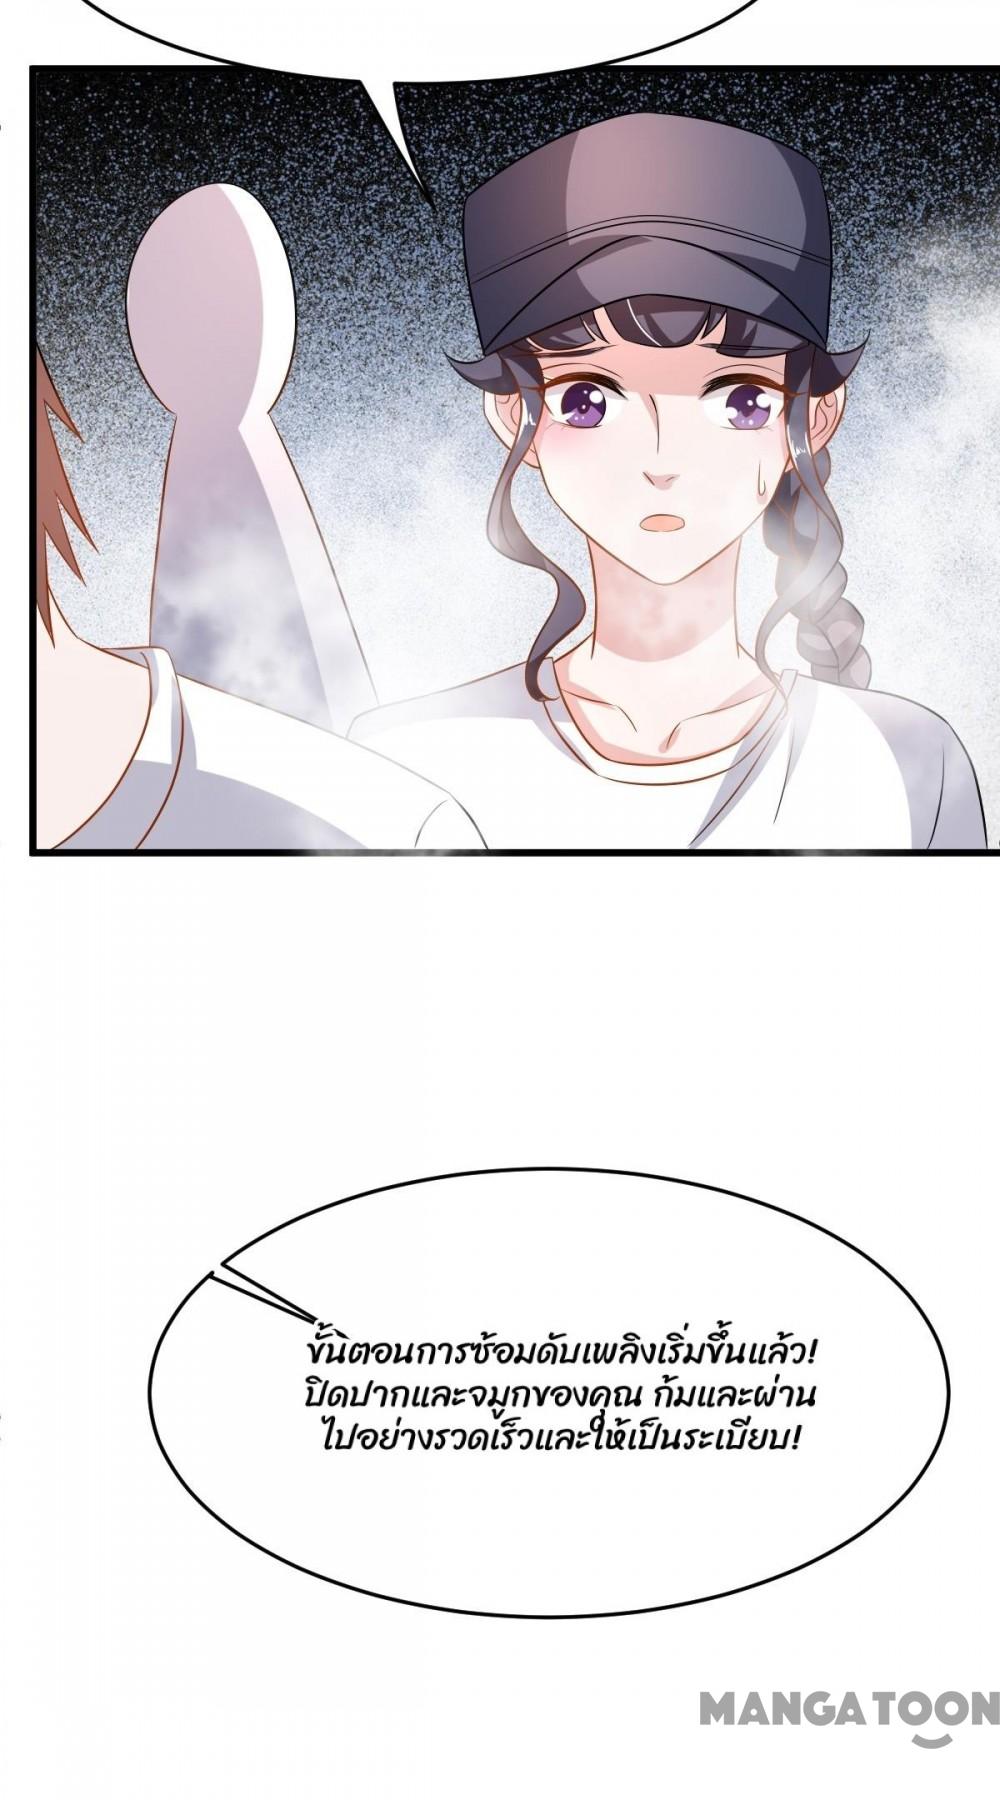 ขั้นตอนการซ้อมดับเพลิงเริ่มขึ้นแล้ว!
ปิดปากและจมูกของคุณ ก้มและผ่าน
ไปอย่างรวดเร็วและให้เป็นระเบียบ!
MANGATOON